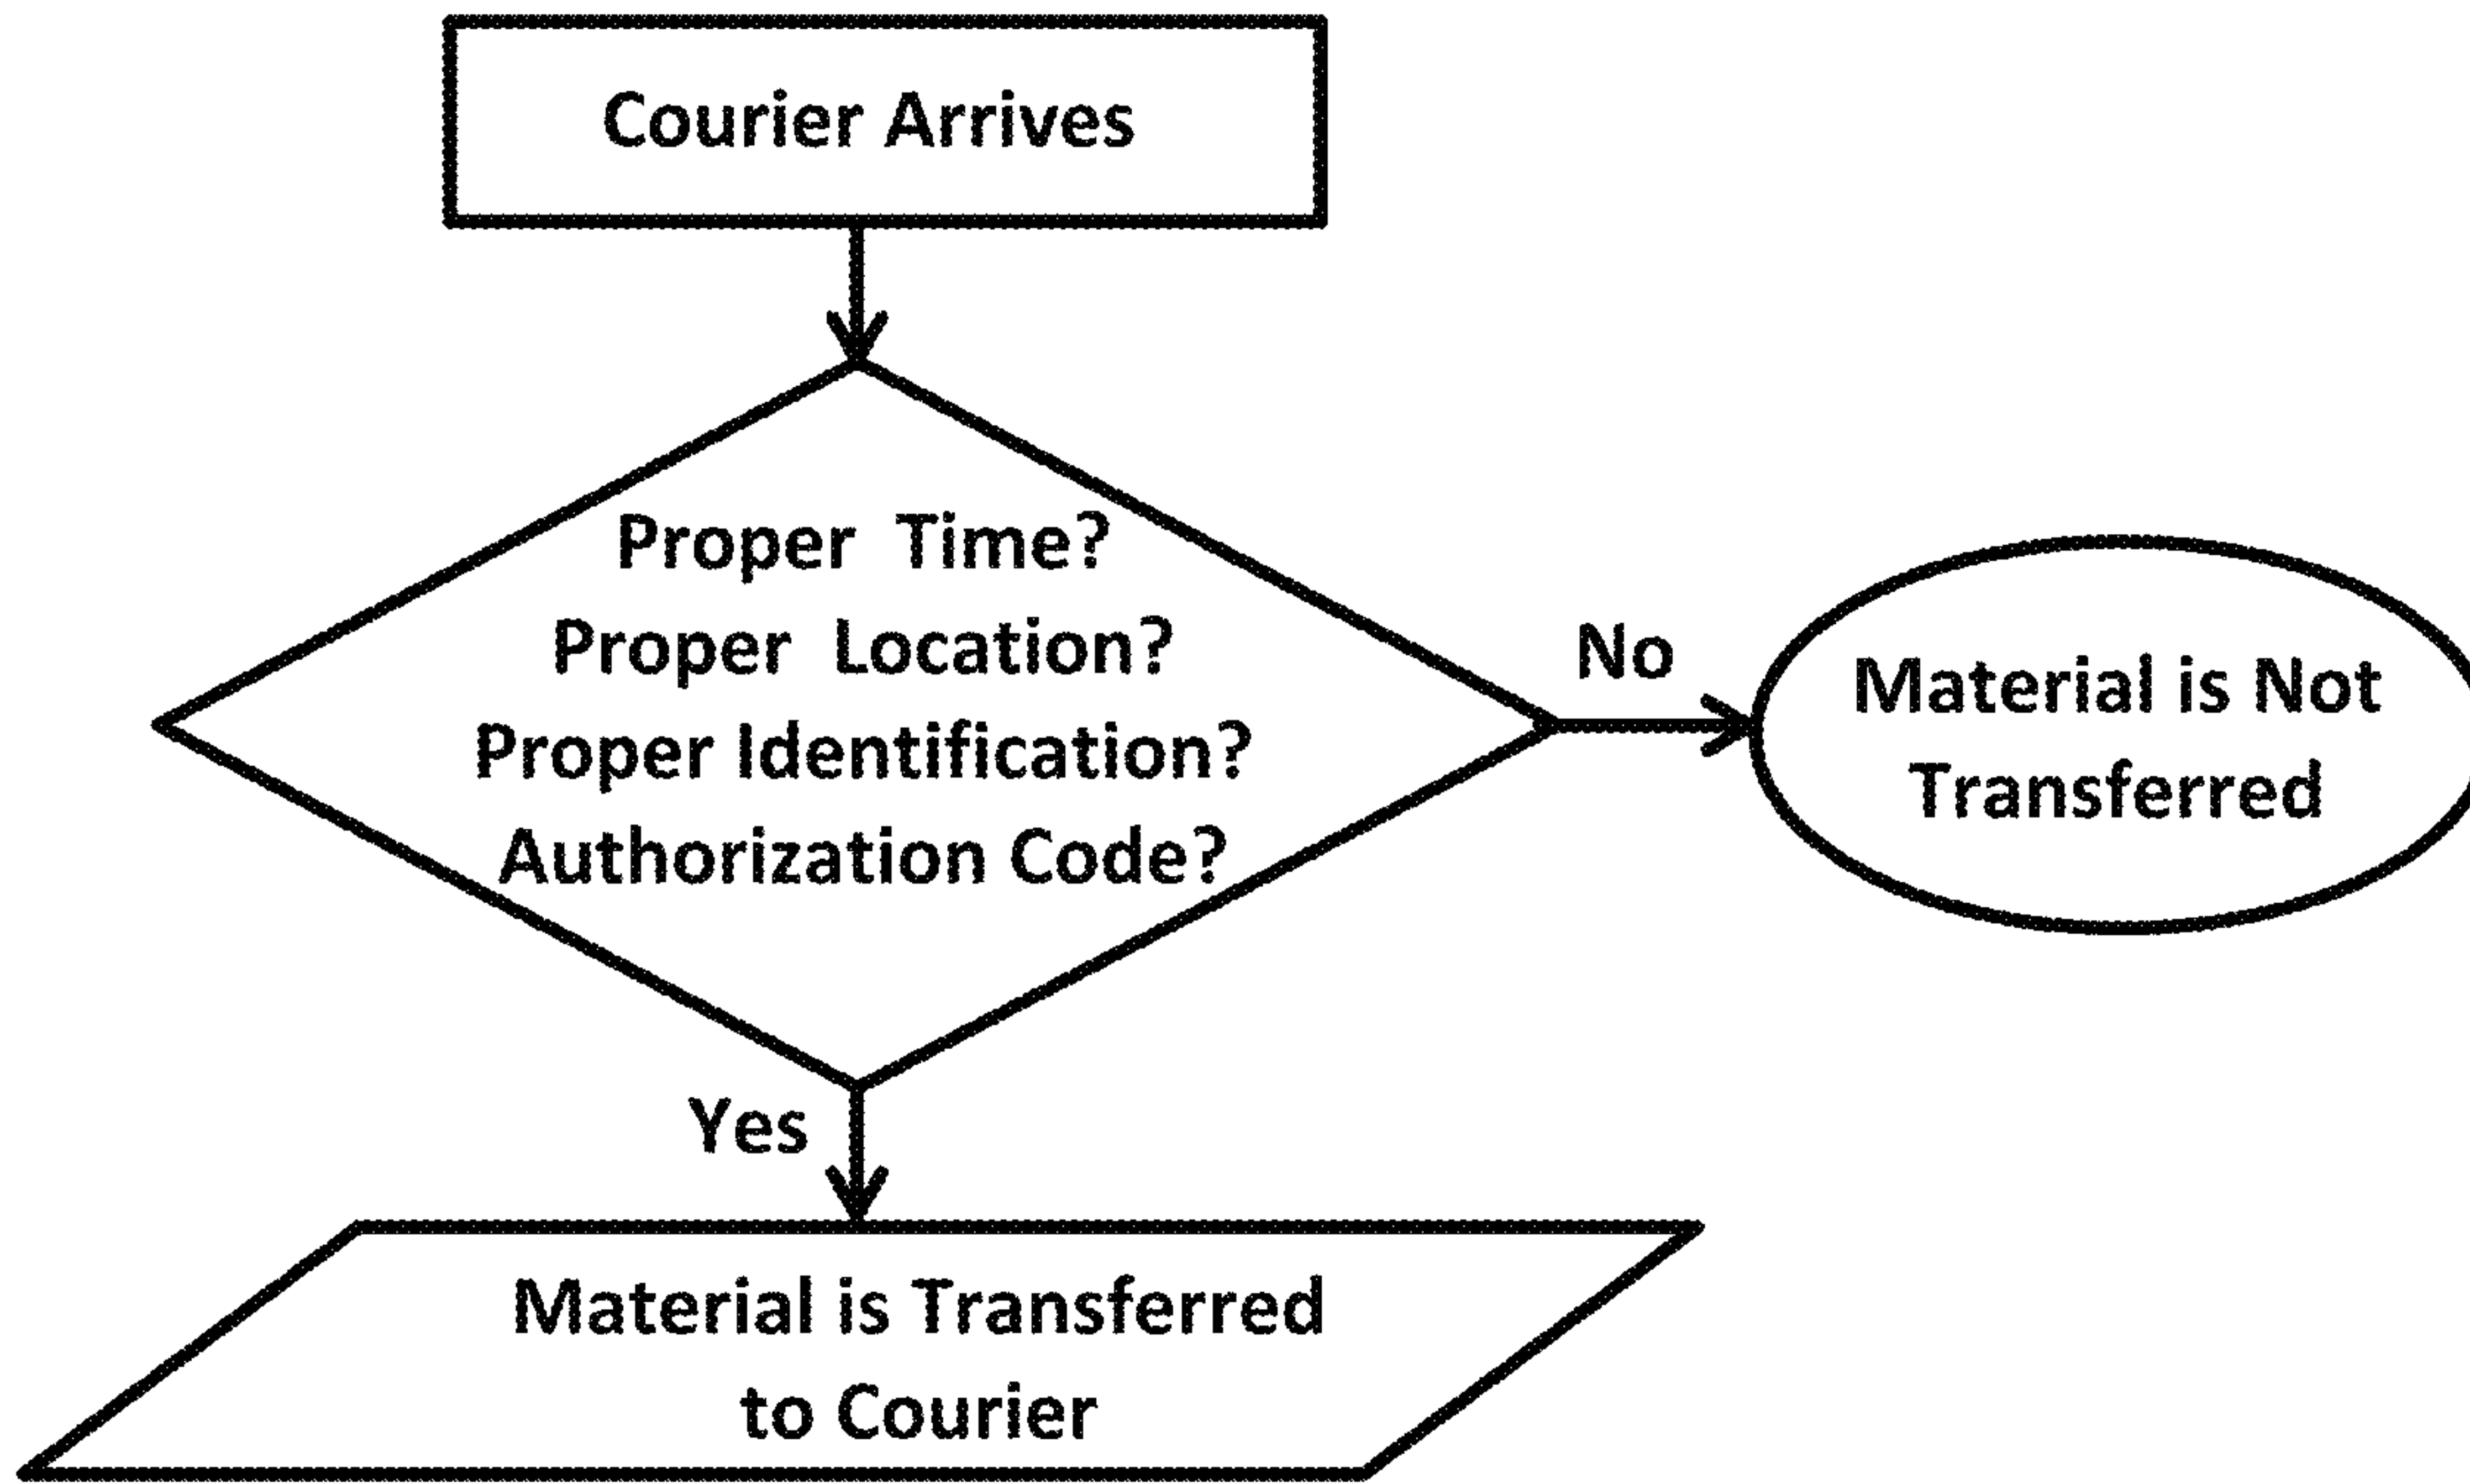 Courier Arrives
Proper Time?
Proper Location?
Proper Identification?
Authorization Code?
No
Material is Not
Transferred
Yes
Material is Transferred
to Courier